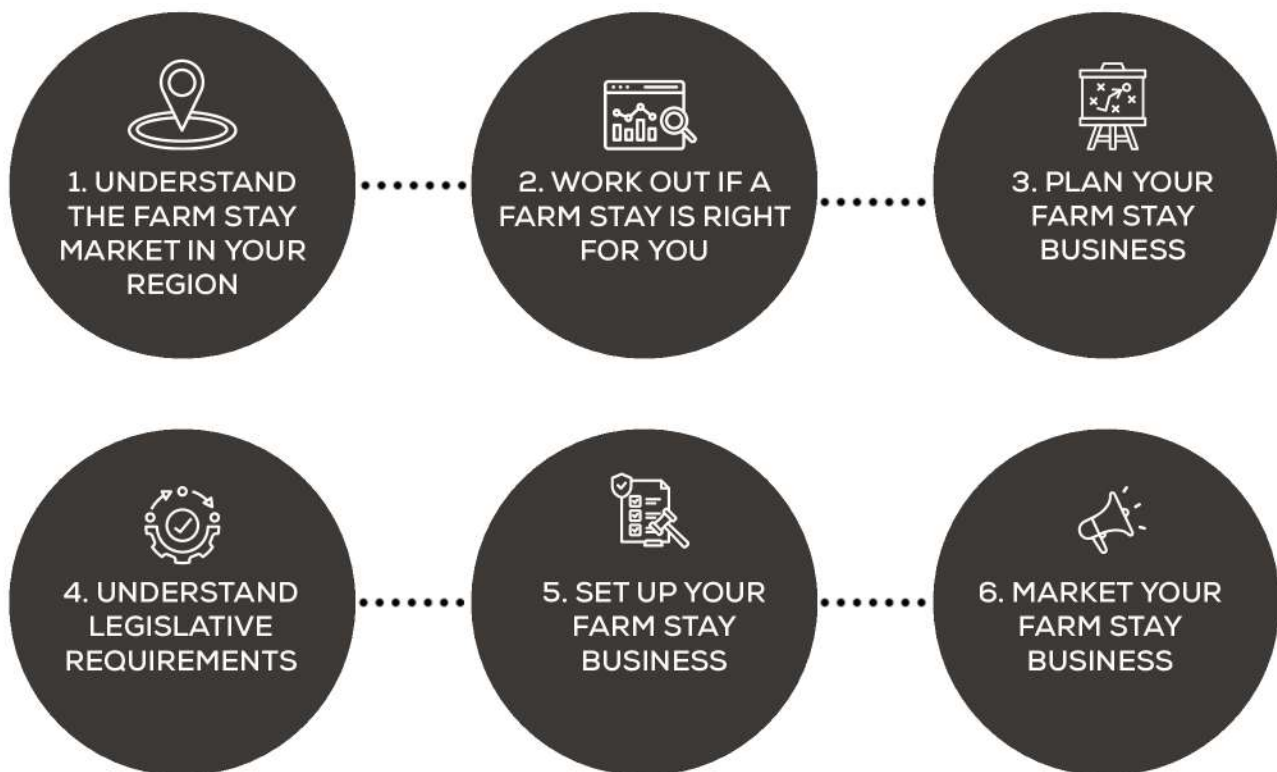 1. UNDERSTAND
THE FARM STAY
MARKET IN YOUR
REGION
2. WORK OUT IF A
FARM STAY IS RIGHT
FOR YOU
3. PLAN YOUR
FARM STAY
BUSINESS
4. UNDERSTAND
LEGISLATIVE
REQUIREMENTS
5. SET UP YOUR
FARM STAY
BUSINESS
6. MARKET YOUR
FARM STAY
BUSINESS